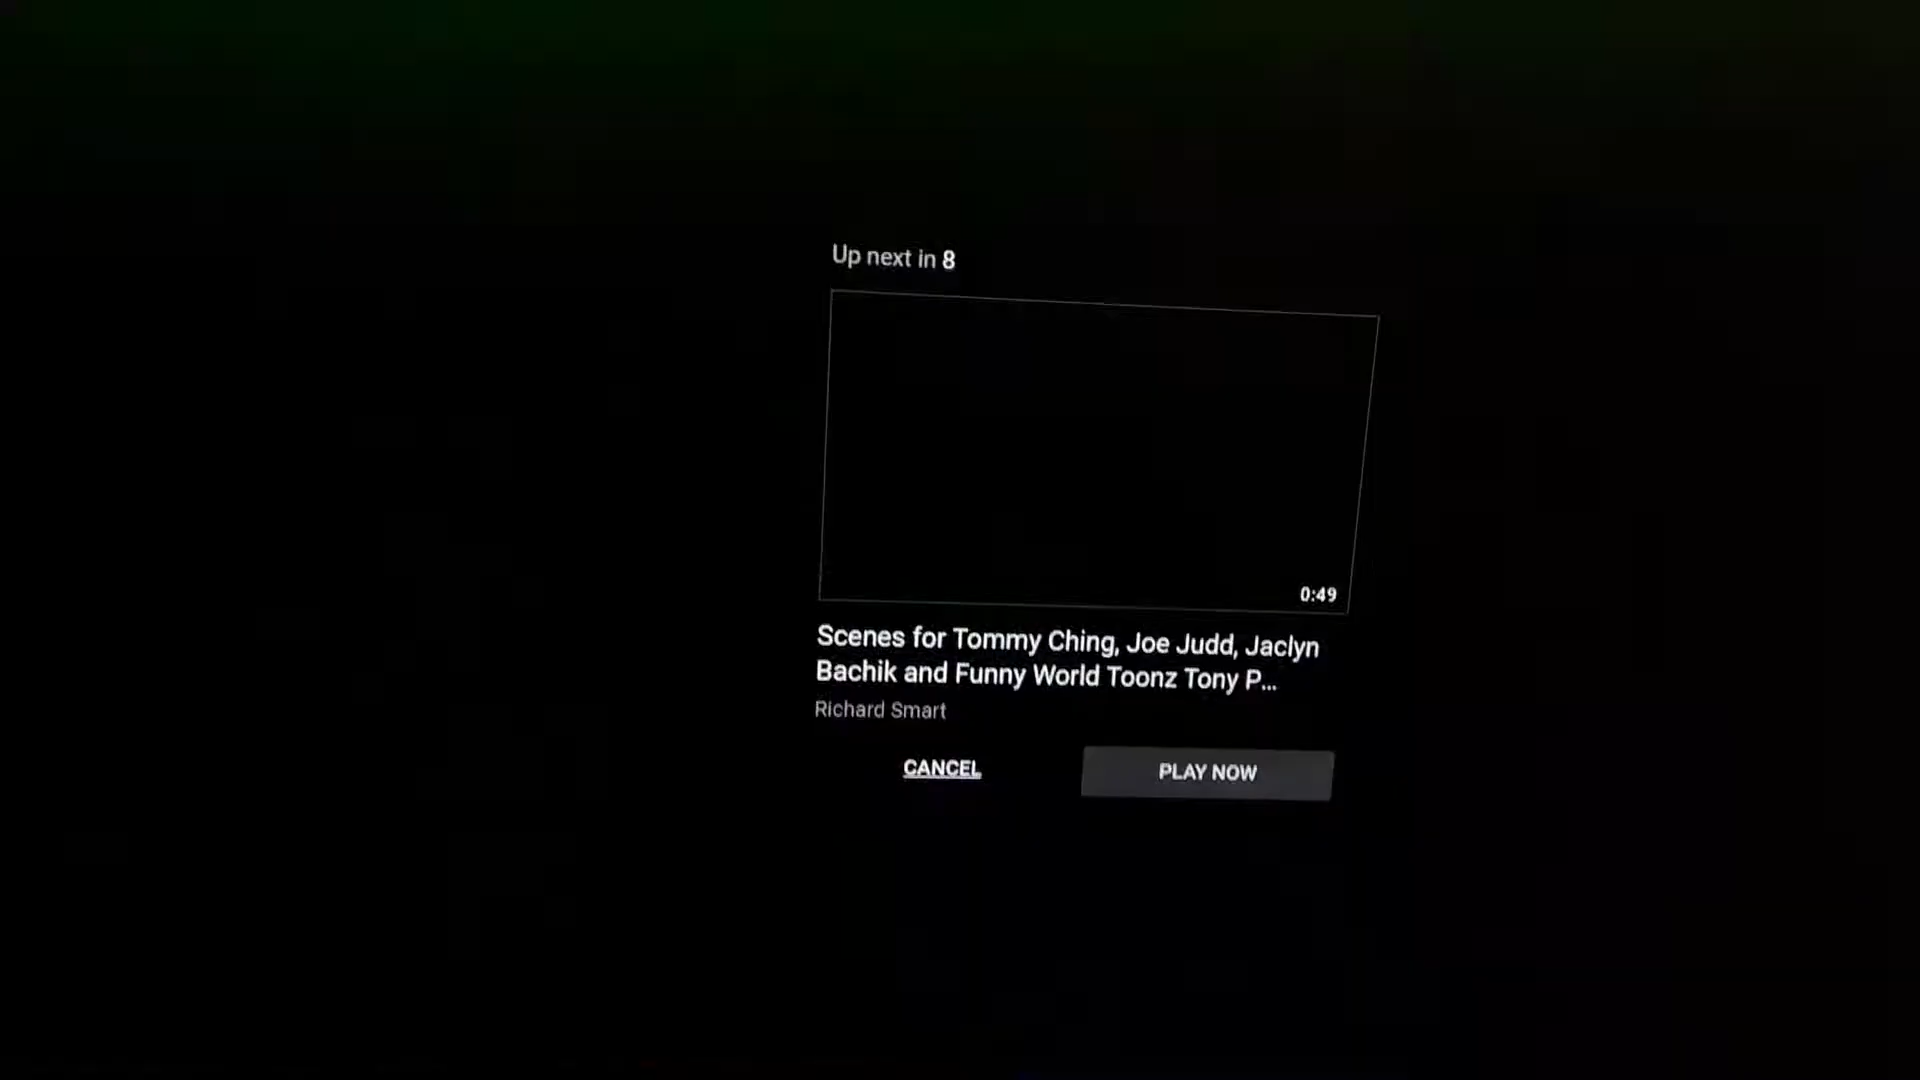 Up next in 8
0:49
Scenes for Tommy Ching, Joe Judd, Jaclyn
Bachik and Funny World Toonz Tony P...
Richard Smart
CANCEL
PLAY NOW